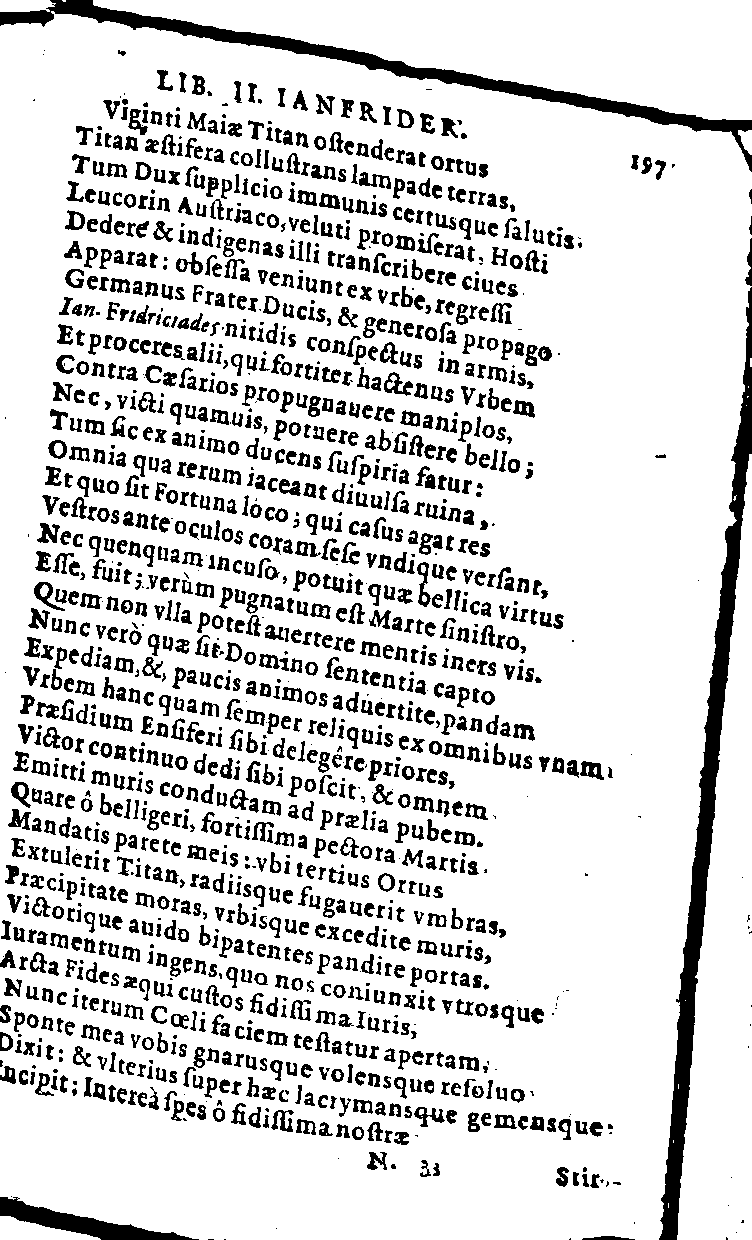 LIB. II. IANFRIDER. 197
Viginti Maiæ Titan oſtenderat ortus
Titan æſtifera colluſtrans lampade terras,
Tum Dux ſupplicio immunis certusque ſalutis.
Leucorin Auſtriaco, veluti promiſerat, Hoſti
Dedere & indigenas illi tranſcribere ciues
Apparat: obſeſſa veniunt ex vrbe, regreſſi
Germanus Frater Ducis, & generoſa propago
Ian-Fridriciades nitidis conſpectus in armis,
Et proceres alii, qui fortiter hactenus Vrbem
Contra Cæſarios propugnauere maniplos,
Nec, victi quamuis, potuere abſiſtere bello;
Tum ſic ex animo ducens ſuſpiria fatur:
Omnia qua rerum iaceant diuulſa ruina,
Et quo ſit Fortuna loco; qui caſus agat res
Veſtros ante oculos coram ſeſe vndique verſant,
Nec quenquam incuſo, potuit quæ bellica virtus
Eſſe, fuit; verùm pugnatum eſt Marte ſiniſtro,
Quem non vlla poteſt auertere mentis iners vis.
Nunc verò quæ ſit Domino ſententia capto
Expediam, &, paucis animos aduertite, pandam
Vrbem hanc quam ſemper reliquis ex omnibus vnam
Præſidium Enſiferi ſibi delegêre priores,
Victor continuo dedi ſibi poſcit, & omnem
Emitti muris conductam ad prælia pubem.
Quare ô belligeri, fortiſſima pectora Martis
Mandatis parete meis: vbi tertius Ortus
Extulerit Titan, radiisque fugauerit vmbras,
Præcipitate moras, vrbisque excedite muris,
Victorique auido bipatentes pandite portas.
Iuramentum ingens, quo nos coniunxit vtrosque
Arcta Fides æqui cuſtos fidiſſima Iuris,
Nunc iterum Cœli faciem teſtatur apertam,
Sponte mea vobis gnarusque volensque reſoluo
Dixit: & vlterius ſuper hæc lacrymansque gemensque:
Incipit; Intereà ſpes ô fidiſſima noſtræ
N. 3 Stir-